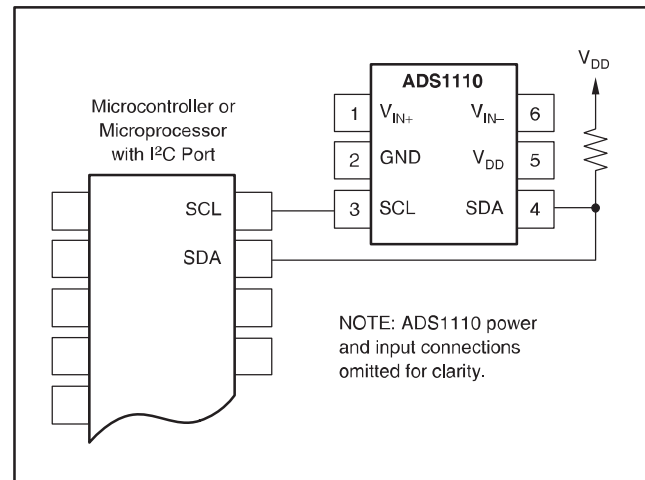 V_DD
ADS1110
Microcontroller or
Microprocessor
with I²C Port
1 V_IN+ V_IN– 6
2 GND V_DD 5
SCL 3 SCL SDA 4
SDA
NOTE: ADS1110 power
and input connections
omitted for clarity.